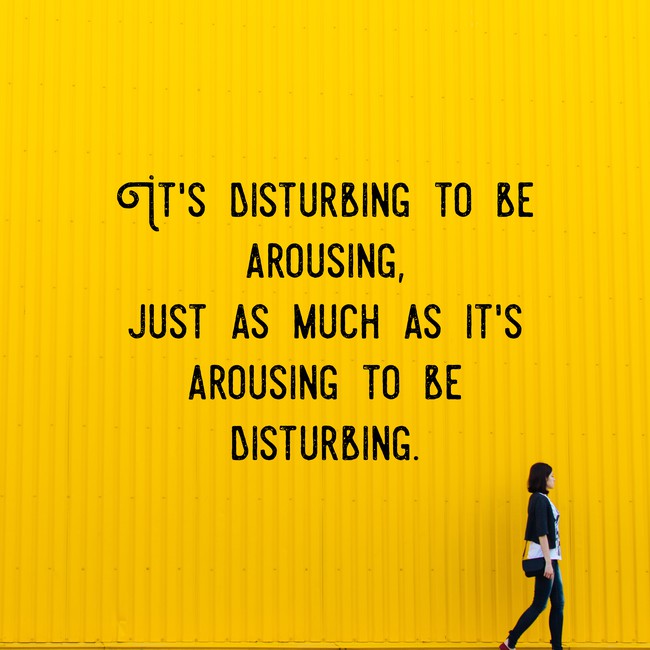 It's disturbing to be
arousing,
just as much as it's
arousing to be
disturbing.